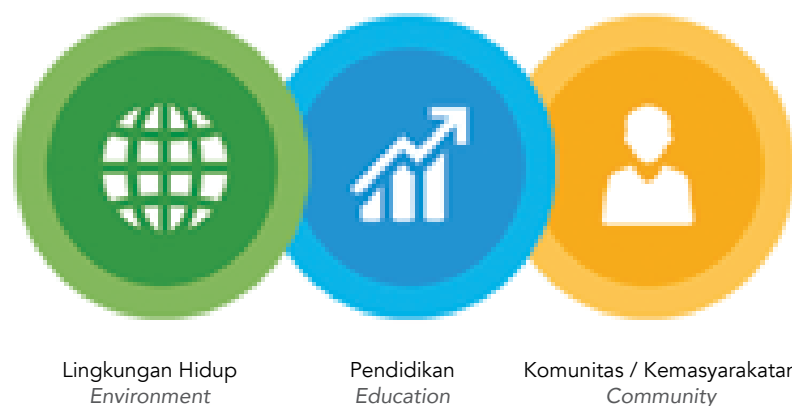 Lingkungan Hidup
Environment
Pendidikan
Education
Komunitas / Kemasyarakatan
Community